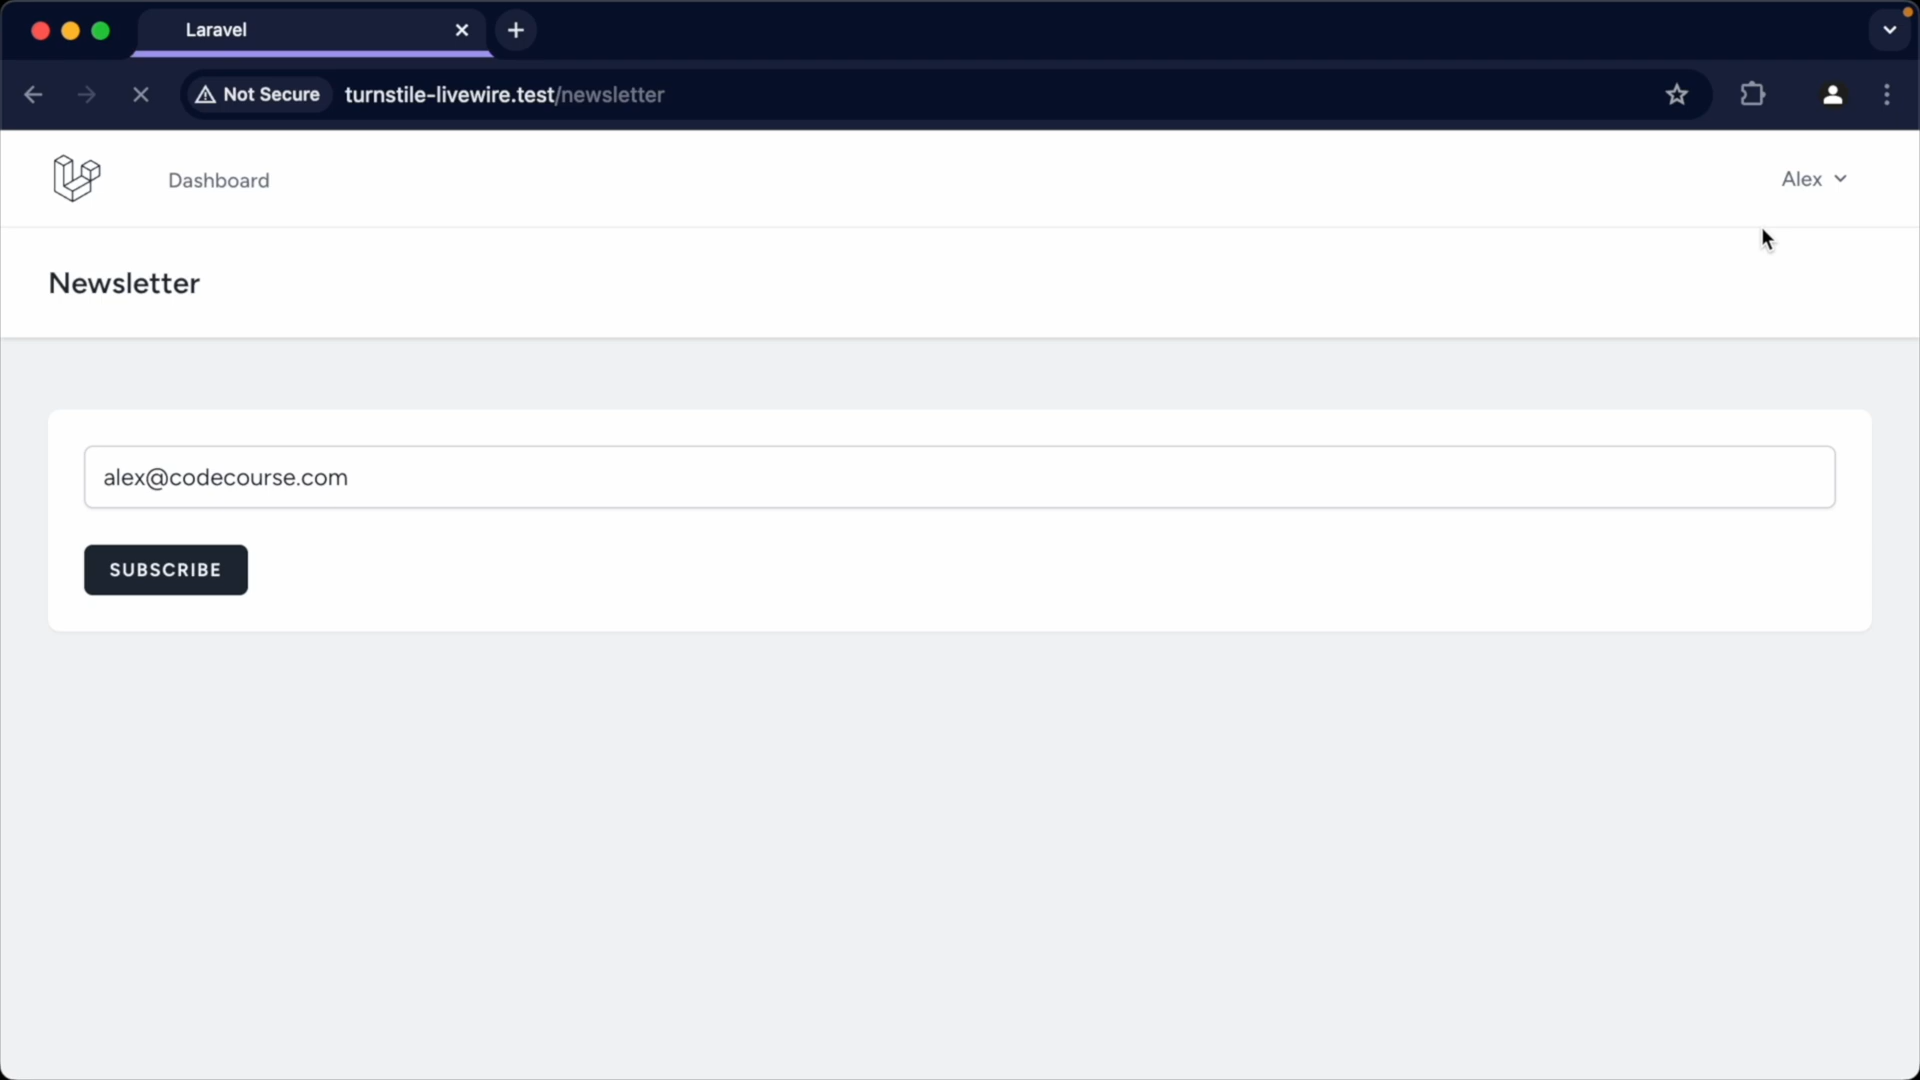 Laravel
Not Secure turnstile-livewire.test/newsletter
Dashboard
Alex
Newsletter
alex@codecourse.com
SUBSCRIBE